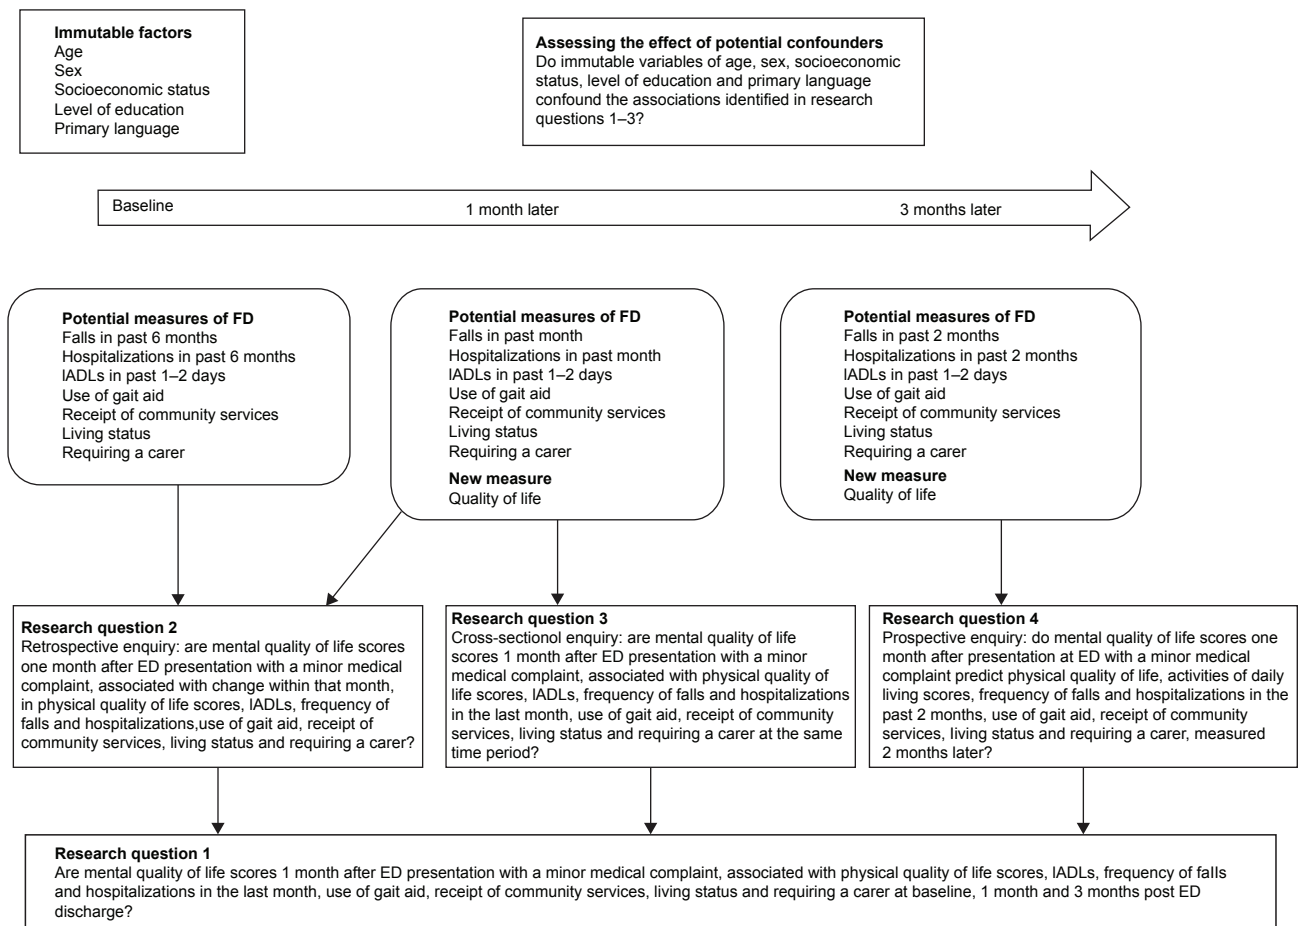 Immutable factors
Age
Sex
Socioeconomic status
Level of education
Primary language
Assessing the effect of potential confounders
Do immutable variables of age, sex, socioeconomic
status, level of education and primary language
confound the associations identified in research
questions 1–3?
Baseline
1 month later
3 months later
Potential measures of FD
Falls in past 6 months
Hospitalizations in past 6 months
IADLs in past 1–2 days
Use of gait aid
Receipt of community services
Living status
Requiring a carer
Potential measures of FD
Falls in past month
Hospitalizations in past month
IADLs in past 1–2 days
Use of gait aid
Receipt of community services
Living status
Requiring a carer
New measure
Quality of life
Potential measures of FD
Falls in past 2 months
Hospitalizations in past 2 months
IADLs in past 1–2 days
Use of gait aid
Receipt of community services
Living status
Requiring a carer
New measure
Quality of life
Research question 2
Retrospective enquiry: are mental quality of life scores
one month after ED presentation with a minor medical
complaint, associated with change within that month,
in physical quality of life scores, IADLs, frequency of
falls and hospitalizations,use of gait aid, receipt of
community services, living status and requiring a carer?
Research question 3
Cross-sectionol enquiry: are mental quality of life
scores 1 month after ED presentation with a minor
medical complaint, associated with physical quality of
life scores, IADLs, frequency of falls and hospitalizations
in the last month, use of gait aid, receipt of community
services, living status and requiring a carer at the same
time period?
Research question 4
Prospective enquiry: do mental quality of life scores one
month after presentation at ED with a minor medical
complaint predict physical quality of life, activities of daily
living scores, frequency of falls and hospitalizations in the
past 2 months, use of gait aid, receipt of community
services, living status and requiring a carer, measured
2 months later?
Research question 1
Are mental quality of life scores 1 month after ED presentation with a minor medical complaint, associated with physical quality of life scores, IADLs, frequency of falls
and hospitalizations in the last month, use of gait aid, receipt of community services, living status and requiring a carer at baseline, 1 month and 3 months post ED
discharge?